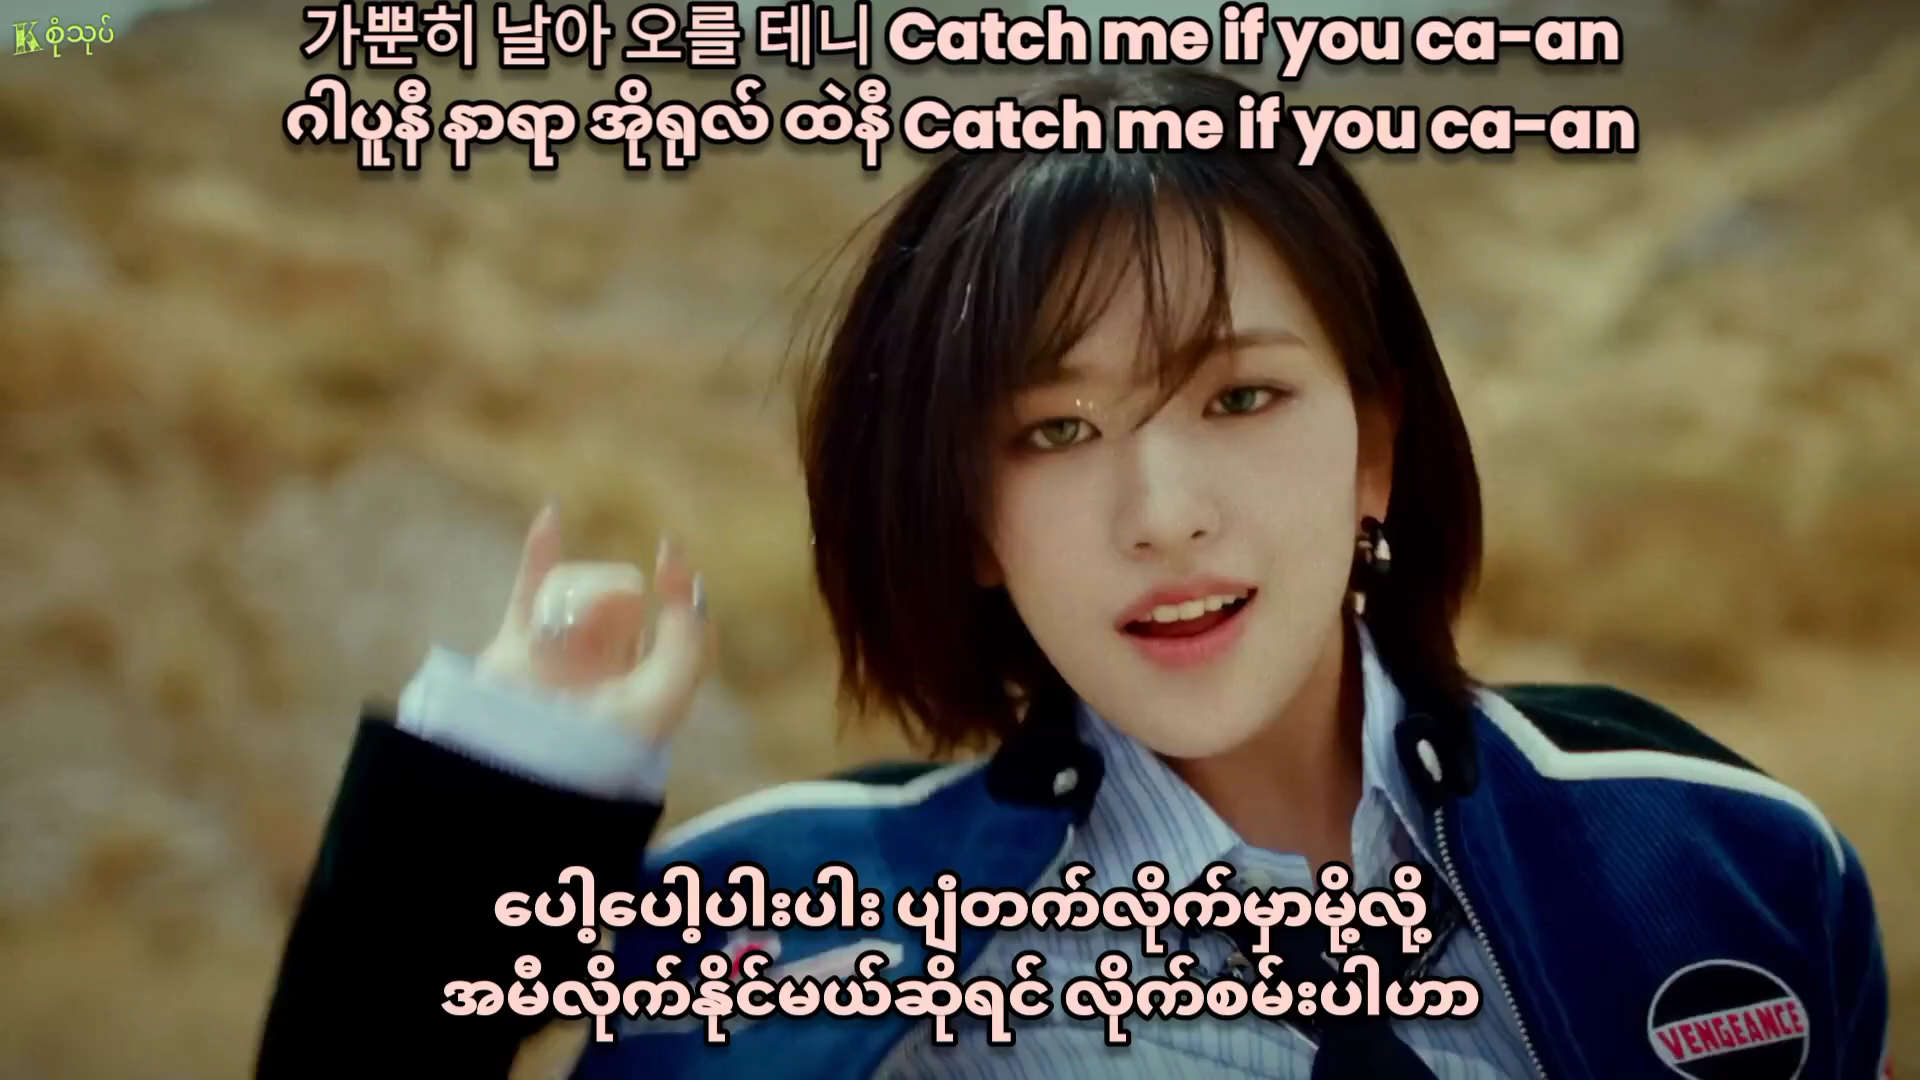 K စုံသုပ်
가뿐히 날아 오를 테니 Catch me if you ca-an
ဂါပူနီ နာရာ အိုရုလ် ထဲနီ Catch me if you ca-an
ပေါ့ပေါ့ပါးပါး ပျံတက်လိုက်မှာမို့လို့
အမီလိုက်နိုင်မယ်ဆိုရင် လိုက်စမ်းပါဟာ
VENGEANCE